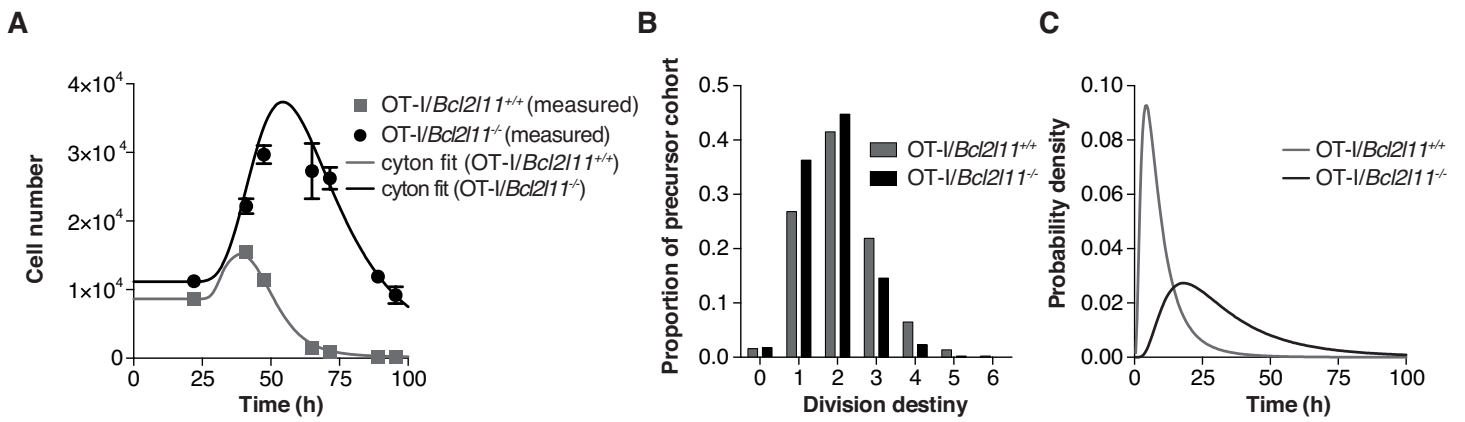 A
Cell number
4×10⁴
3×10⁴
2×10⁴
1×10⁴
0
0 25 50 75 100
Time (h)
OT-I/Bcl2l11+/+ (measured)
OT-I/Bcl2l11-/- (measured)
cyton fit (OT-I/Bcl2l11+/+)
cyton fit (OT-I/Bcl2l11-/-)
B
Proportion of precursor cohort
0.5
0.4
0.3
0.2
0.1
0.0
0 1 2 3 4 5 6
Division destiny
OT-I/Bcl2l11+/+
OT-I/Bcl2l11-/-
C
Probability density
0.10
0.08
0.06
0.04
0.02
0.00
0 25 50 75 100
Time (h)
OT-I/Bcl2l11+/+
OT-I/Bcl2l11-/-